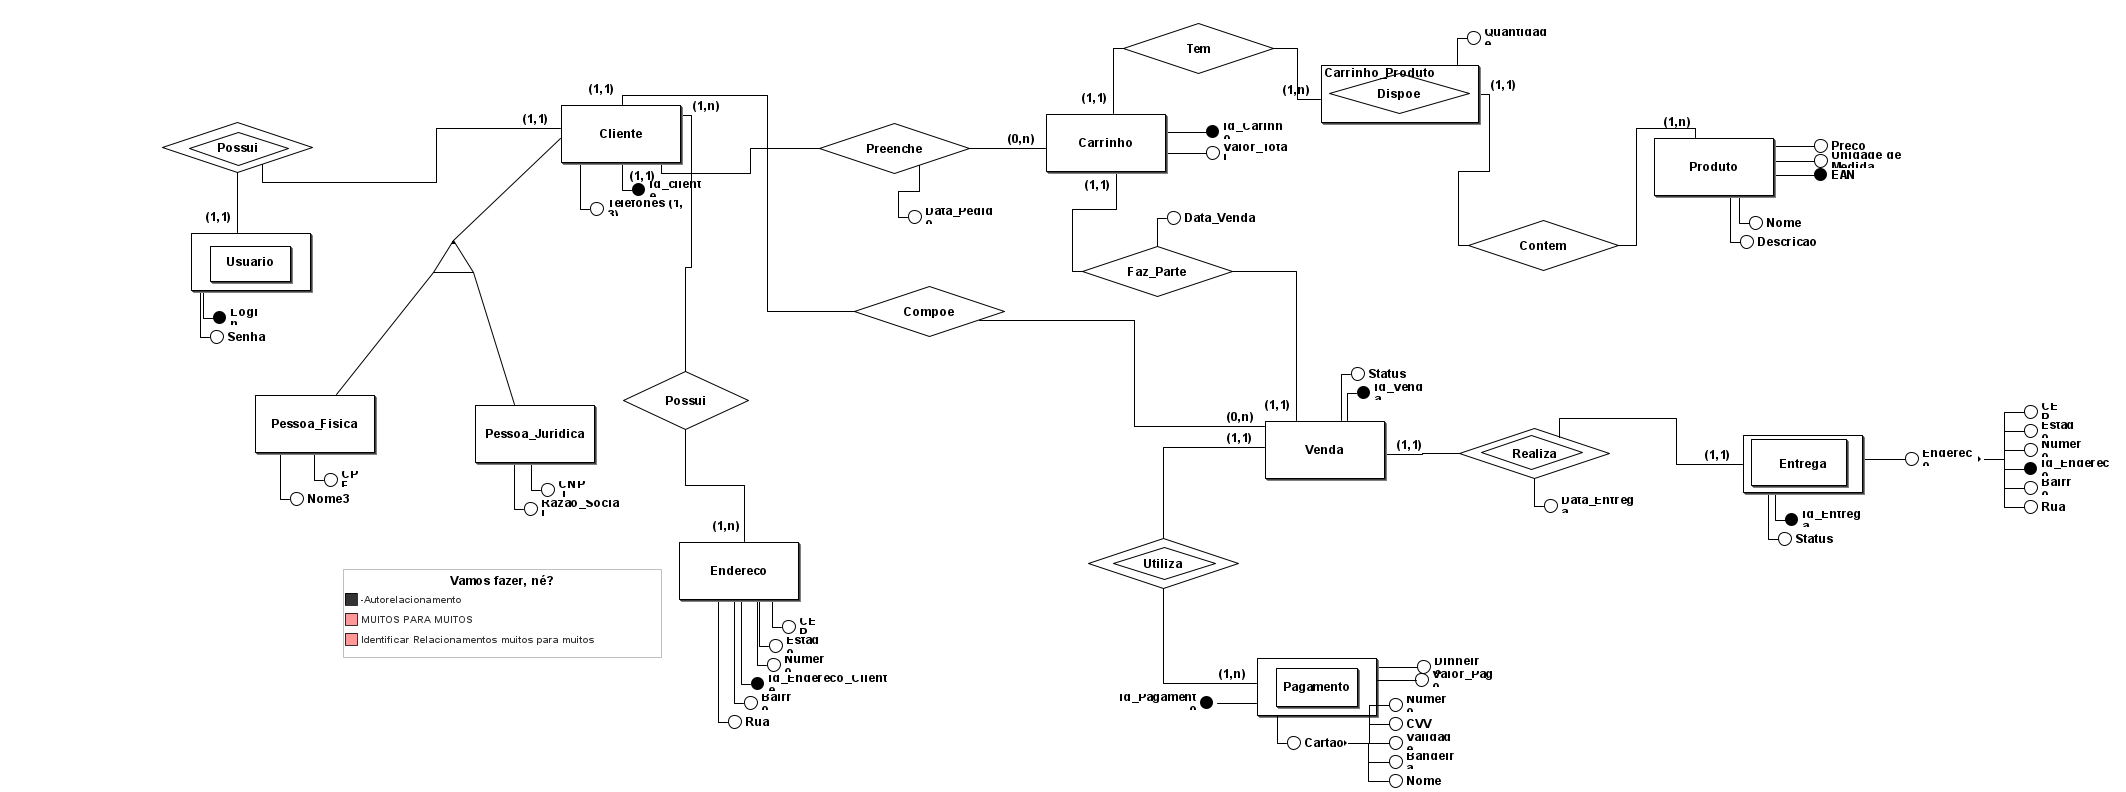 Quantidad
e
Tem
Carrinho_Produto
Dispoe
(1,1)
(1,n)
(1,1)
(1,n)
(1,1)
(1,1)
Cliente
Possui
Preenche
(0,n)
Carrinho
Id_Carinh
o
Valor_Tota
l
(1,n)
Produto
Preco
Unidade de
Medida
EAN
(1,1)
Id_Client
e
Telefones (1,
3)
(1,1)
Data_Pedid
o
Data_Venda
Nome
Descricao
(1,1)
Usuario
Contem
Faz_Parte
Logi
n
Senha
Compoe
Status
Id_Vend
a
Possui
(1,1)
(0,n)
(1,1)
Venda
(1,1)
Realiza
(1,1)
Entrega
Enderec
o
CE
P
Estad
o
Numer
o
Id_Enderec
o
Bairr
o
Rua
Pessoa_Fisica
Pessoa_Juridica
CP
F
Nome3
CNP
J
Razao_Socia
l
Data_Entreg
a
Id_Entreg
a
Status
(1,n)
Endereco
Utiliza
Vamos fazer, né?
-Autorelacionamento
MUITOS PARA MUITOS
Identificar Relacionamentos muitos para muitos
CE
P
Estad
o
Numer
o
Id_Endereco_Client
e
Bairr
o
Rua
(1,n)
Pagamento
Id_Pagament
o
Dinheir
o
Valor_Pag
o
Cartao
Numer
o
CVV
Validad
e
Bandeir
a
Nome